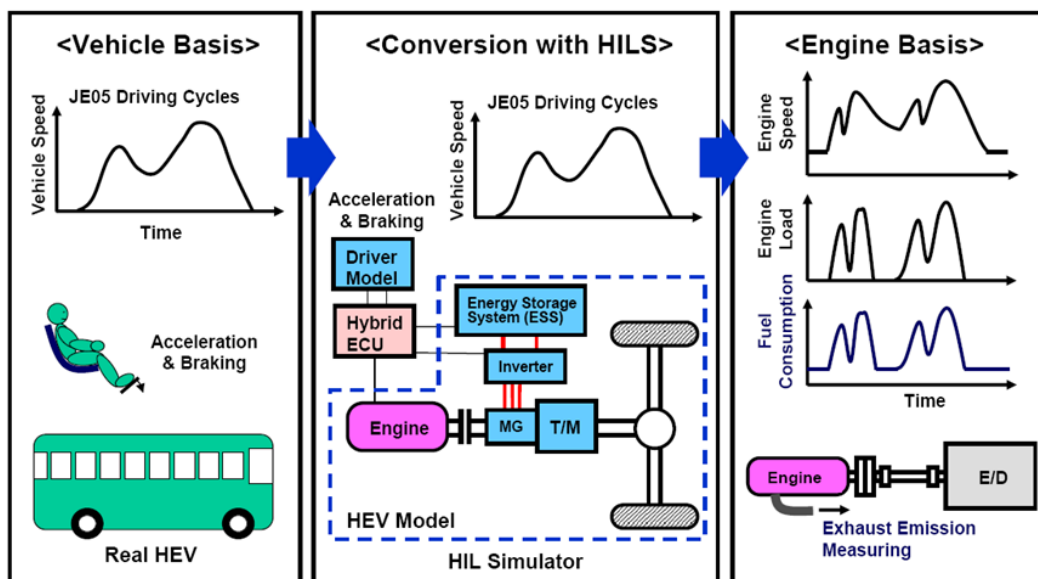 <Vehicle Basis>
JE05 Driving Cycles
Vehicle Speed
Time
Acceleration
& Braking
Real HEV
<Conversion with HILS>
JE05 Driving Cycles
Vehicle Speed
Acceleration
& Braking
Driver
Model
Hybrid
ECU
Energy Storage
System (ESS)
Inverter
Engine
MG
T/M
HEV Model
HIL Simulator
<Engine Basis>
Engine
Speed
Engine
Load
Fuel
Consumption
Time
Engine
E/D
Exhaust Emission
Measuring